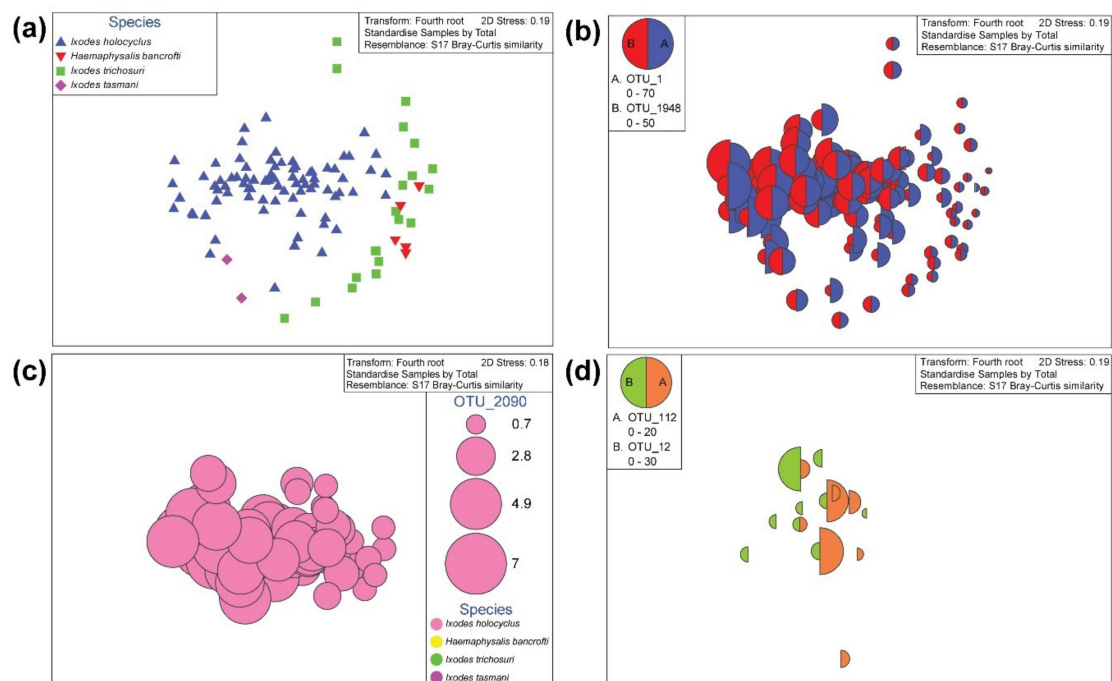 (a)
Species
Ixodes holocyclus
Haemaphysalis bancrofti
Ixodes trichosuri
Ixodes tasmani
Transform: Fourth root 2D Stress: 0.19
Standardise Samples by Total
Resemblance: S17 Bray-Curtis similarity
(b)
B A
A. OTU_1
0 - 70
B. OTU_1948
0 - 50
Transform: Fourth root 2D Stress: 0.19
Standardise Samples by Total
Resemblance: S17 Bray-Curtis similarity
(c)
Transform: Fourth root 2D Stress: 0.18
Standardise Samples by Total
Resemblance: S17 Bray-Curtis similarity
OTU_2090
0.7
2.8
4.9
7
Species
Ixodes holocyclus
Haemaphysalis bancrofti
Ixodes trichosuri
Ixodes tasmani
(d)
B A
A. OTU_112
0 - 20
B. OTU_12
0 - 30
Transform: Fourth root 2D Stress: 0.19
Standardise Samples by Total
Resemblance: S17 Bray-Curtis similarity